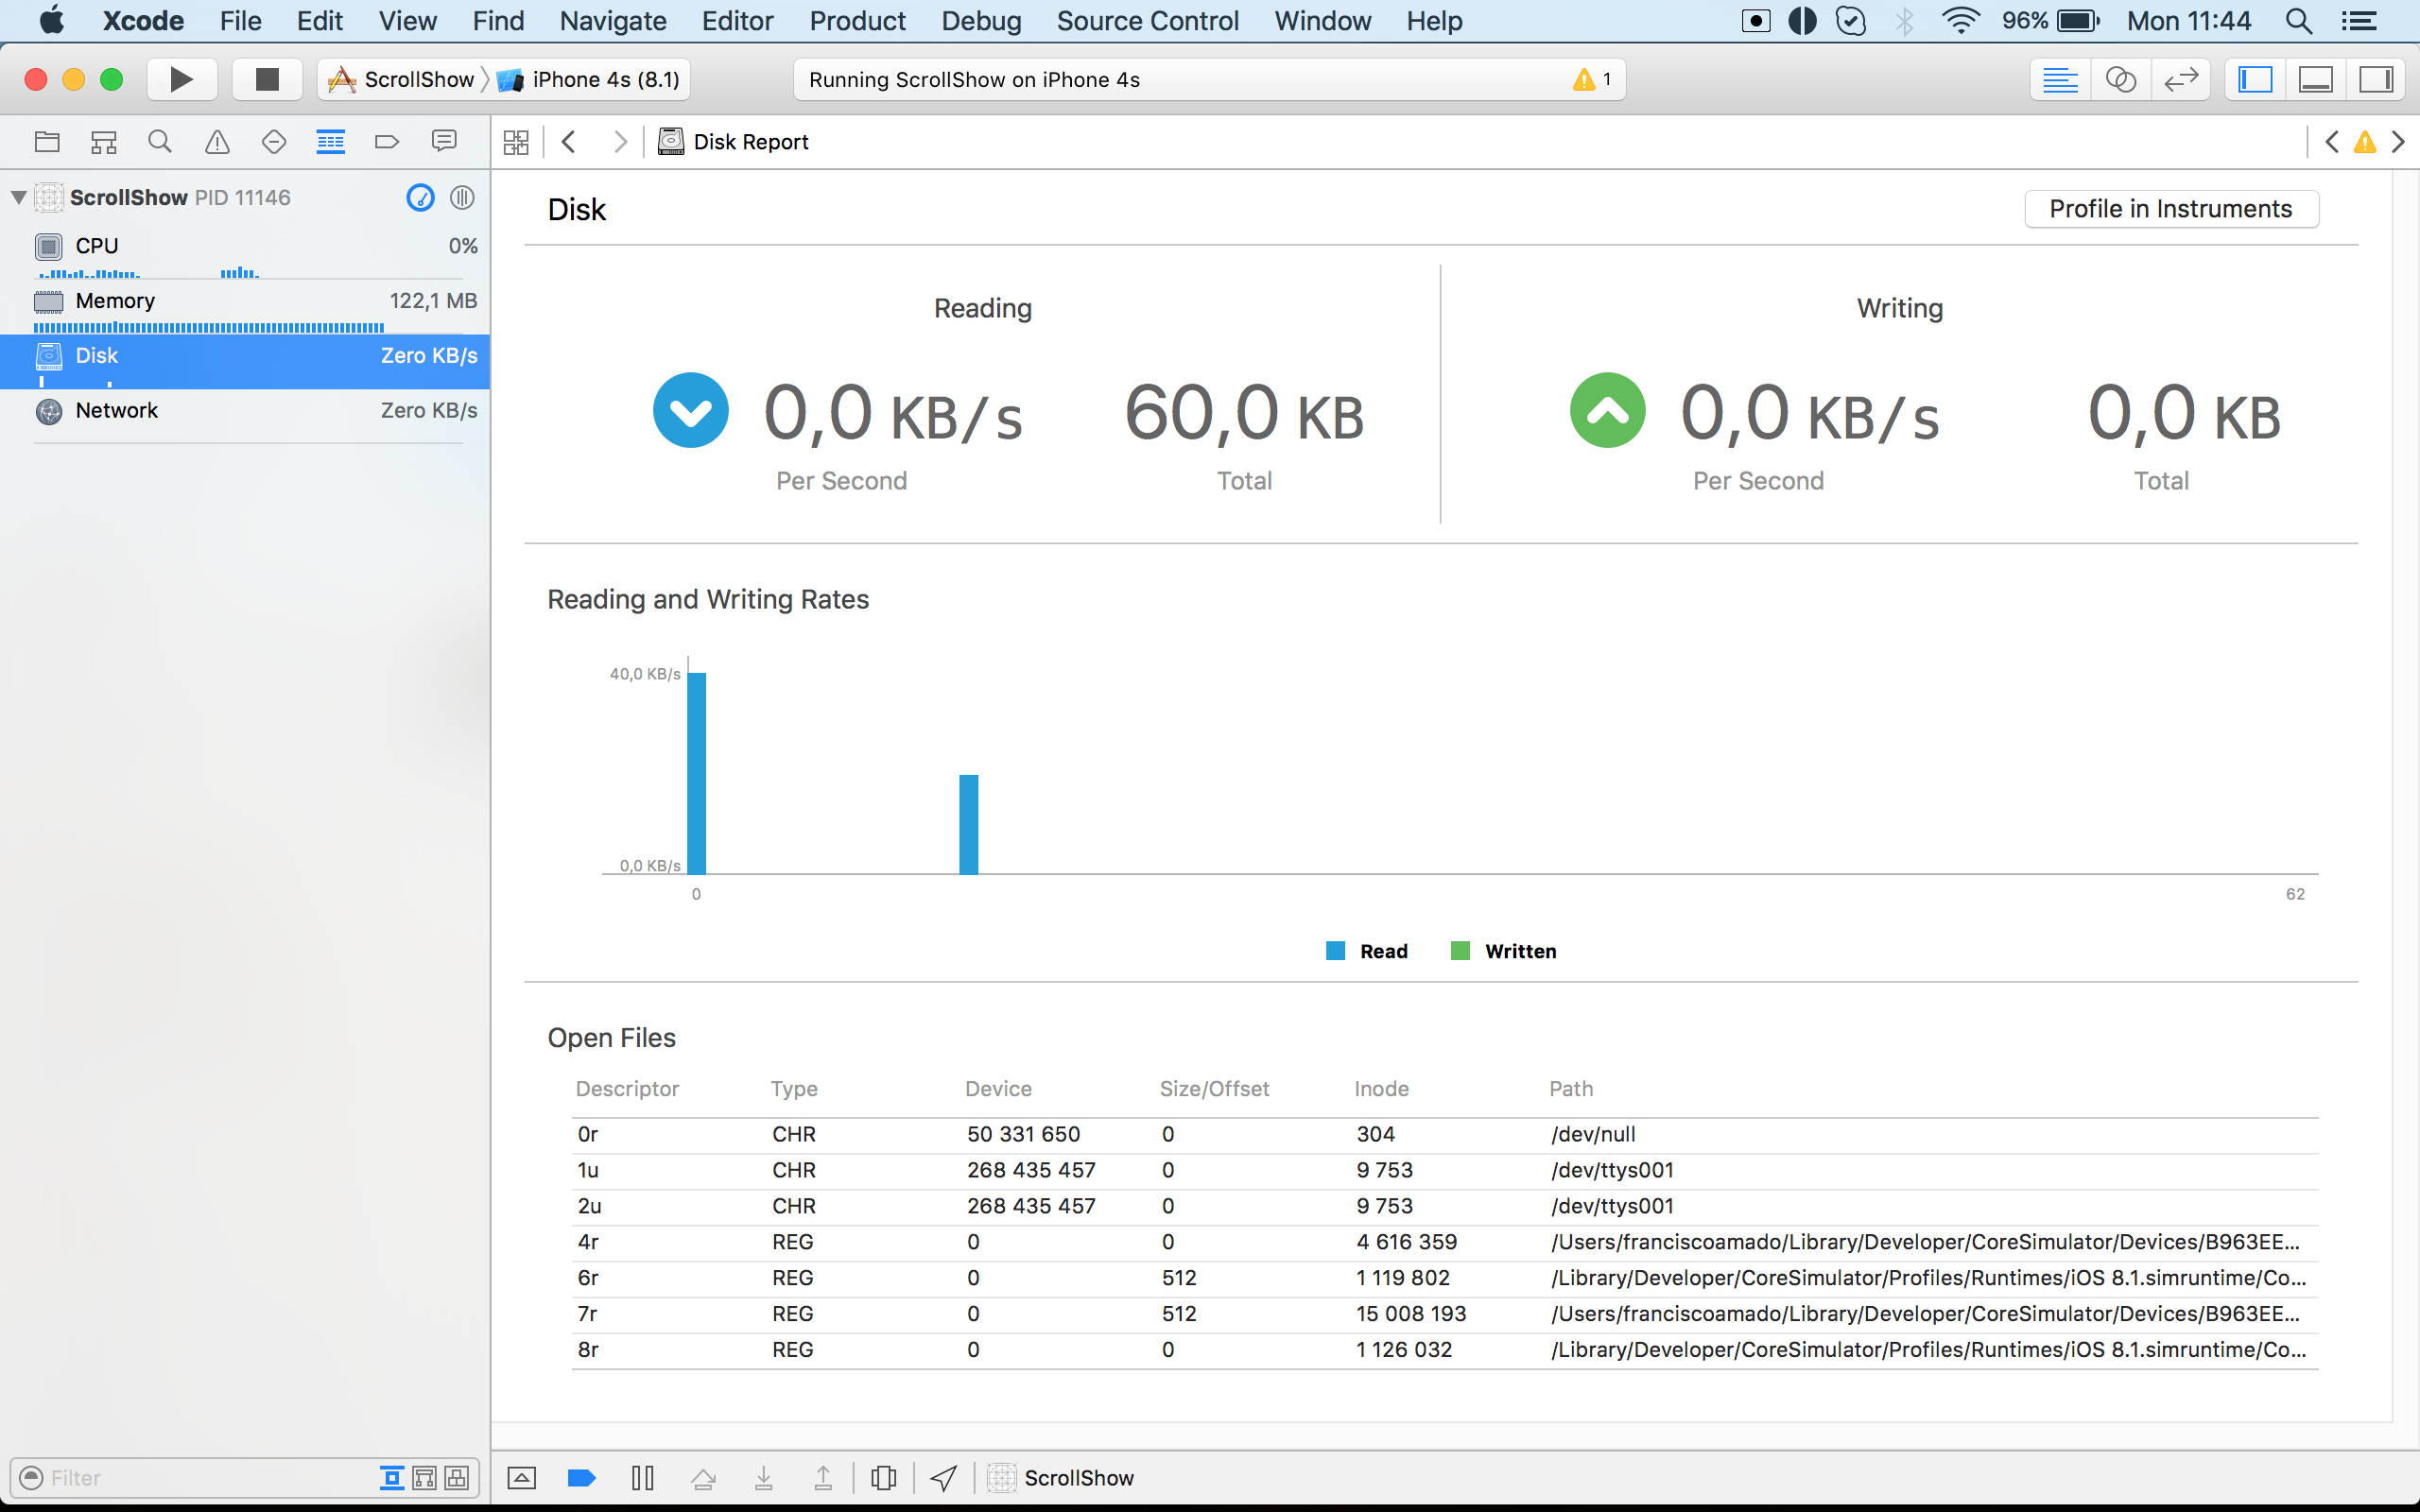 Xcode File Edit View Find Navigate Editor Product Debug Source Control Window Help 96% Mon 11:44
ScrollShow iPhone 4s (8.1) Running ScrollShow on iPhone 4s 1
Disk Report
ScrollShow PID 11146
CPU 0%
Memory 122,1 MB
Disk Zero KB/s
Network Zero KB/s
Disk Profile in Instruments
Reading Writing
0,0 KB/s 60,0 KB 0,0 KB/s 0,0 KB
Per Second Total Per Second Total
Reading and Writing Rates
40,0 KB/s
0,0 KB/s
0 62
Read Written
Open Files
Descriptor Type Device Size/Offset Inode Path
0r CHR 50 331 650 0 304 /dev/null
1u CHR 268 435 457 0 9 753 /dev/ttys001
2u CHR 268 435 457 0 9 753 /dev/ttys001
4r REG 0 0 4 616 359 /Users/franciscoamado/Library/Developer/CoreSimulator/Devices/B963EE...
6r REG 0 512 1 119 802 /Library/Developer/CoreSimulator/Profiles/Runtimes/iOS 8.1.simruntime/Co...
7r REG 0 512 15 008 193 /Users/franciscoamado/Library/Developer/CoreSimulator/Devices/B963EE...
8r REG 0 0 1 126 032 /Library/Developer/CoreSimulator/Profiles/Runtimes/iOS 8.1.simruntime/Co...
Filter ScrollShow